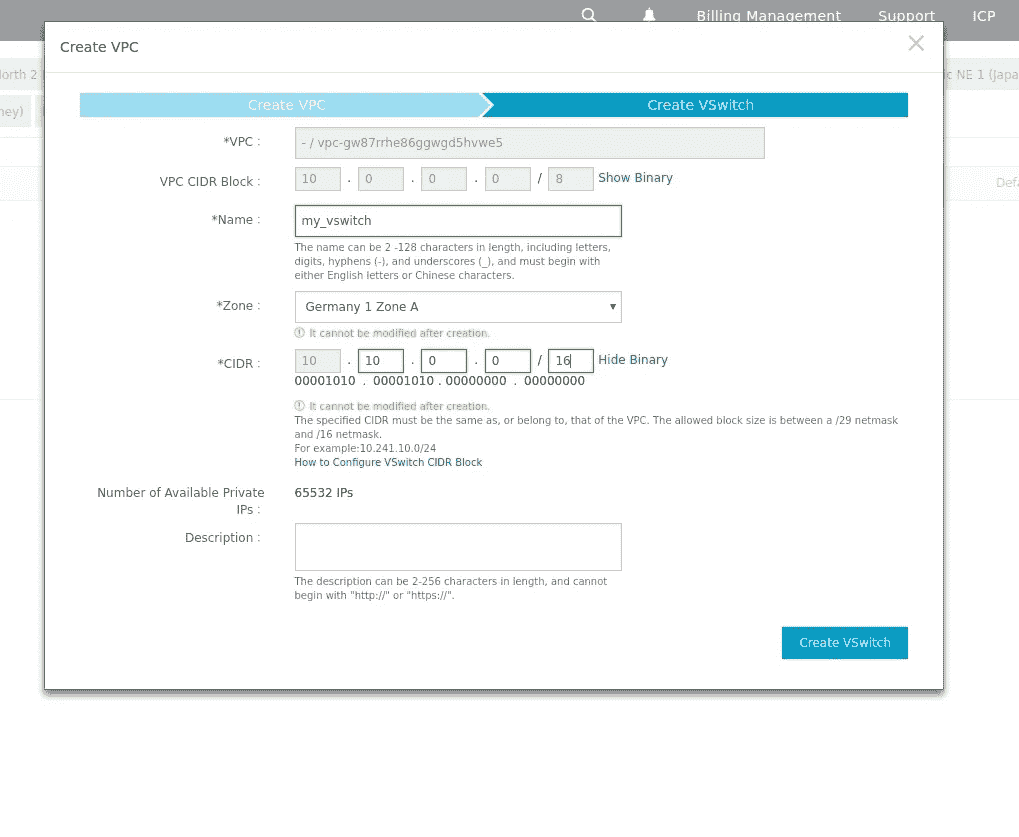 Billing Management Support ICP
Create VPC
orth 2
NE 1 (Japa
ney)
Create VPC Create VSwitch
*VPC : - / vpc-gw87rrhe86ggwgd5hvwe5
VPC CIDR Block : 10 . 0 . 0 . 0 / 8 Show Binary
Defa
*Name : my_vswitch
The name can be 2 -128 characters in length, including letters,
digits, hyphens (-), and underscores (_), and must begin with
either English letters or Chinese characters.
*Zone : Germany 1 Zone A
It cannot be modified after creation.
*CIDR : 10 . 10 . 0 . 0 / 16 Hide Binary
00001010 . 00001010 . 00000000 . 00000000
It cannot be modified after creation.
The specified CIDR must be the same as, or belong to, that of the VPC. The allowed block size is between a /29 netmask
and /16 netmask.
For example:10.241.10.0/24
How to Configure VSwitch CIDR Block
Number of Available Private 65532 IPs
IPs :
Description :
The description can be 2-256 characters in length, and cannot
begin with "http://" or "https://".
Create VSwitch